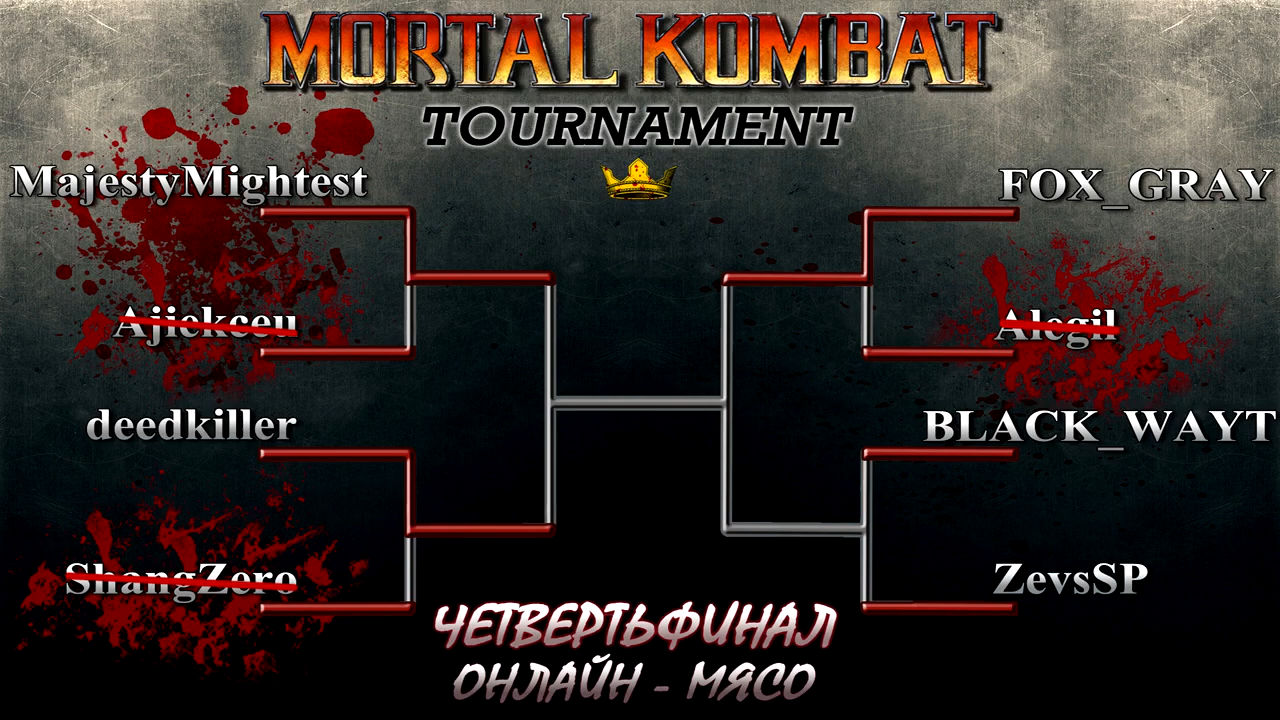 MORTAL KOMBAT
TOURNAMENT
MajestyMightest
FOX_GRAY
Ajiekceu
Alegil
deedkiller
BLACK_WAYT
ShangZero
ZevsSP
ЧЕТВЕРТЬФИНАЛ
ОНЛАЙН - МЯСО